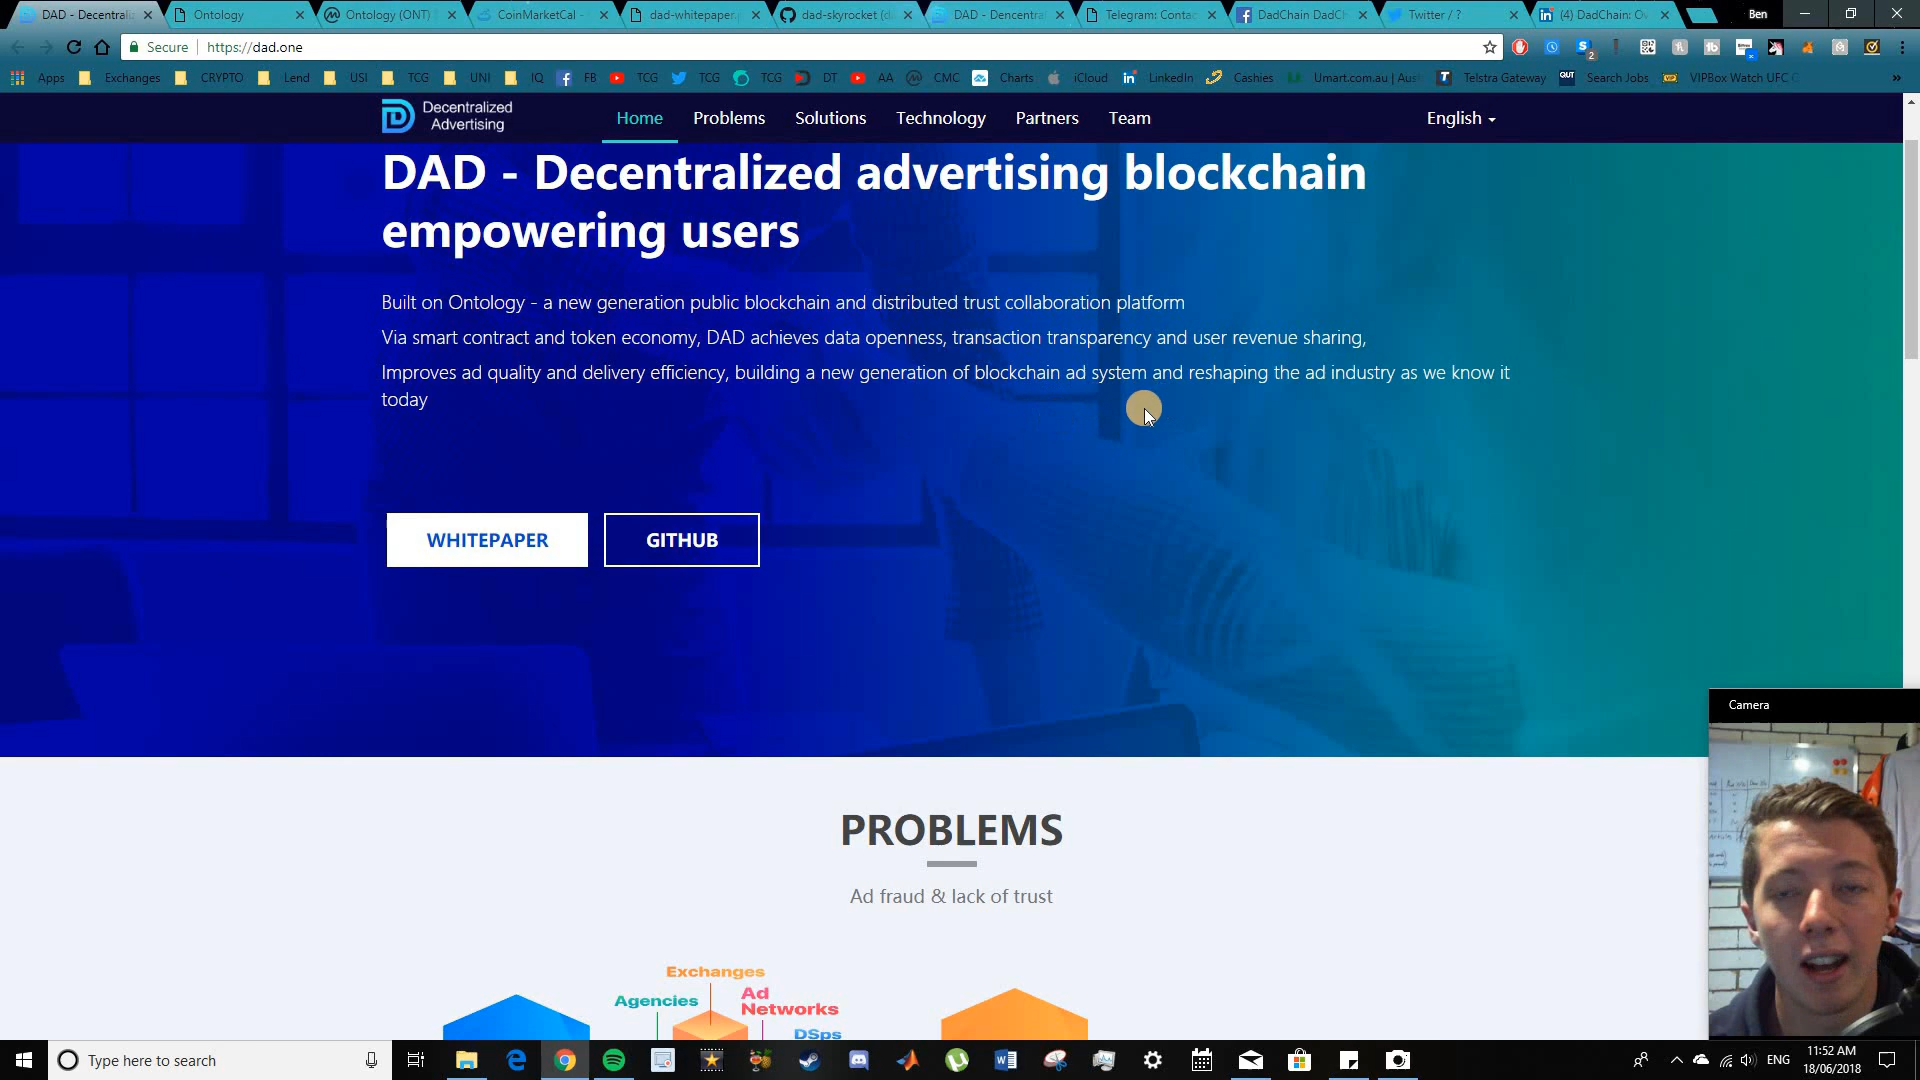 DAD - Decentraliz
Ontology
Ontology (ONT)
CoinMarketCal -
dad-whitepaper.p
dad-skyrocket (d
DAD - Dencentral
Telegram: Contac
DadChain DadCh
Twitter / ?
(4) DadChain: Ov
Ben
Secure
https://dad.one
Apps
Exchanges
CRYPTO
Lend
USI
TCG
UNI
IQ
FB
TCG
TCG
TCG
DT
AA
CMC
Charts
iCloud
LinkedIn
Cashies
Umart.com.au | Aust
Telstra Gateway
Search Jobs
VIPBox Watch UFC
Decentralized
Advertising
Home
Problems
Solutions
Technology
Partners
Team
English
DAD - Decentralized advertising blockchain
empowering users
Built on Ontology - a new generation public blockchain and distributed trust collaboration platform
Via smart contract and token economy, DAD achieves data openness, transaction transparency and user revenue sharing,
Improves ad quality and delivery efficiency, building a new generation of blockchain ad system and reshaping the ad industry as we know it
today
WHITEPAPER
GITHUB
Camera
PROBLEMS
Ad fraud & lack of trust
Exchanges
Agencies
Ad
Networks
DSps
Type here to search
ENG
11:52 AM
18/06/2018